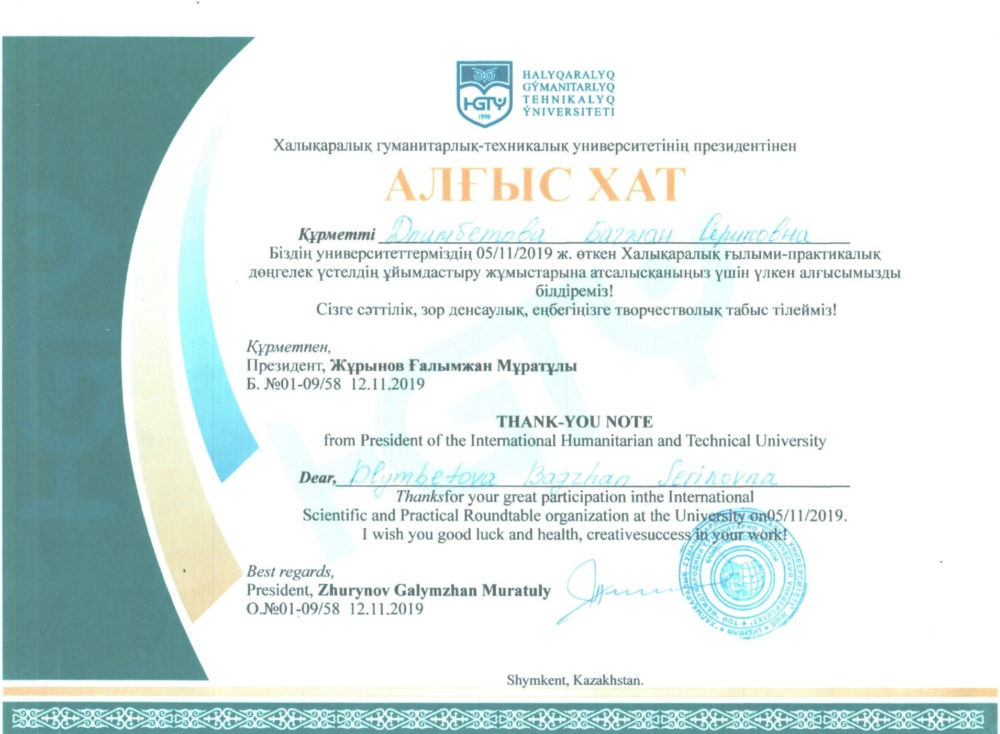 HALYQARALYQ
GÝMANITARLYQ
TEHNIKALYQ
ÝNIVERSITETI
HGTÝ
1998
Халықаралық гуманитарлық-техникалық университетінің президентінен
АЛҒЫС ХАТ
Құрметті Длимбетова Багжан Сериковна
Біздің университеттерміздің 05/11/2019 ж. өткен Халықаралық ғылыми-практикалық
дөңгелек үстелдің ұйымдастыру жұмыстарына атсалысқаныңыз үшін үлкен алғысымызды
білдіреміз!
Сізге сәттілік, зор денсаулық, еңбегіңізге творчестволық табыс тілейміз!
Құрметпен,
Президент, Жұрынов Ғалымжан Мұратұлы
Б. №01-09/58 12.11.2019
THANK-YOU NOTE
from President of the International Humanitarian and Technical University
Dear, Dlymbetova Bagzhan Serikovna
Thanksfor your great participation inthe International
Scientific and Practical Roundtable organization at the University on05/11/2019.
I wish you good luck and health, creativesuccess in your work!
Best regards,
President, Zhurynov Galymzhan Muratuly
О.№01-09/58 12.11.2019
ҚАЗАҚСТАН РЕСПУБЛИКАСЫ
ШЫМКЕНТ
Shymkent, Kazakhstan.